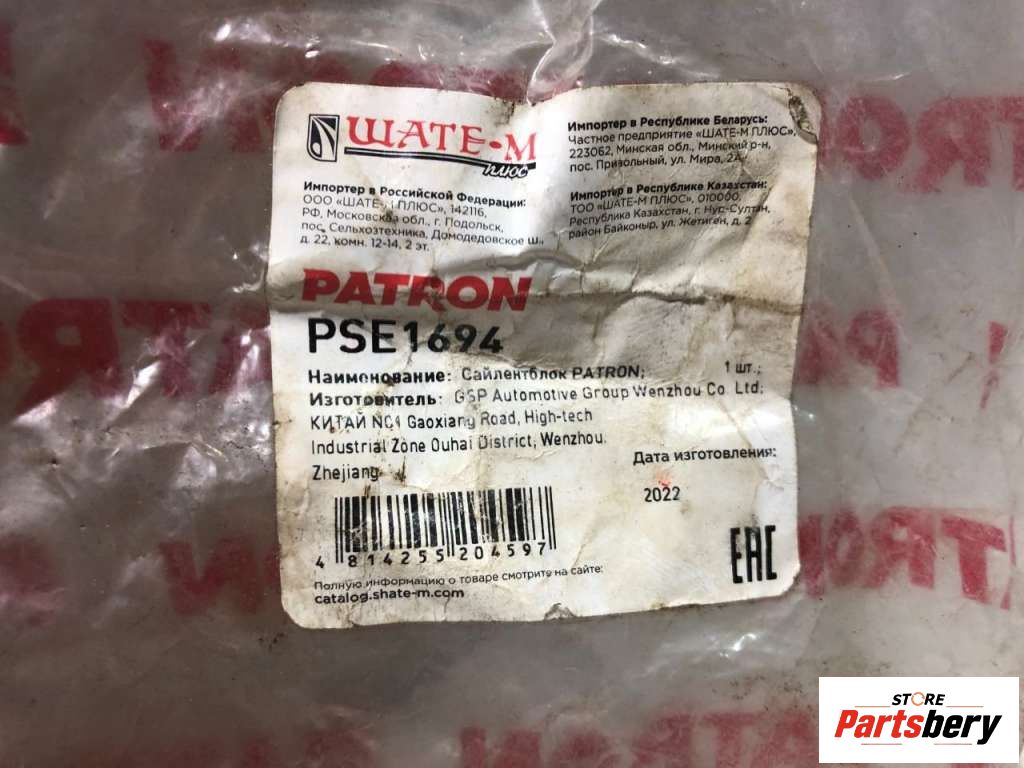 ШАТЕ-М
плюс
Импортер в Российской Федерации:
ООО «ШАТЕ-М ПЛЮС», 142116,
РФ, Московская обл., г. Подольск,
пос. Сельхозтехника, Домодедовское ш.,
д. 22, комн. 12-14, 2 эт.
Импортер в Республике Беларусь:
Частное предприятие «ШАТЕ-М ПЛЮС»,
223062, Минская обл., Минский р-н,
пос. Привольный, ул. Мира, 2А
Импортер в Республике Казахстан:
ТОО «ШАТЕ-М ПЛЮС», 010000,
Республика Казахстан, г. Нур-Султан,
район Байконыр, ул. Жетиген, д. 2
PATRON
PSE1694
Наименование: Сайлентблок PATRON; 1 шт.;
Изготовитель: GSP Automotive Group Wenzhou Co. Ltd;
КИТАЙ NO1 Gaoxiang Road, High-tech
Industrial Zone Ouhai District, Wenzhou.
Zhejiang
Дата изготовления:
2022
4 814255 204597
EAC
Полную информацию о товаре смотрите на сайте:
catalog.shate-m.com
STORE
Partsbery